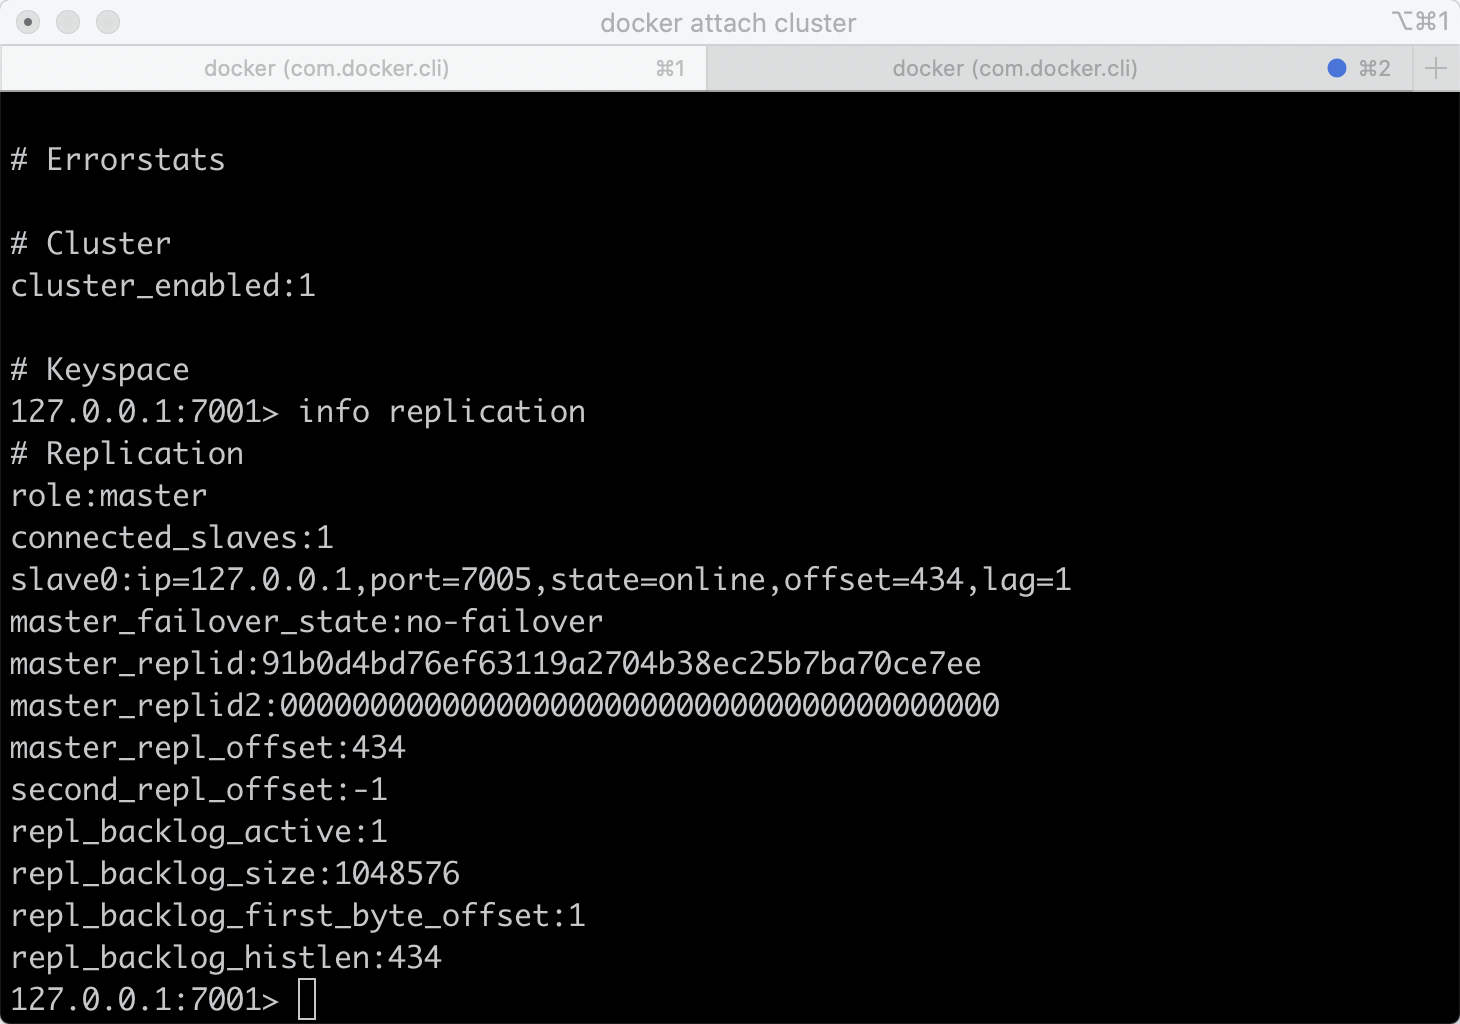 docker attach cluster
⌥⌘1
docker (com.docker.cli)
⌘1
docker (com.docker.cli)
⌘2
# Errorstats
# Cluster
cluster_enabled:1
# Keyspace
127.0.0.1:7001> info replication
# Replication
role:master
connected_slaves:1
slave0:ip=127.0.0.1,port=7005,state=online,offset=434,lag=1
master_failover_state:no-failover
master_replid:91b0d4bd76ef63119a2704b38ec25b7ba70ce7ee
master_replid2:0000000000000000000000000000000000000000
master_repl_offset:434
second_repl_offset:-1
repl_backlog_active:1
repl_backlog_size:1048576
repl_backlog_first_byte_offset:1
repl_backlog_histlen:434
127.0.0.1:7001>